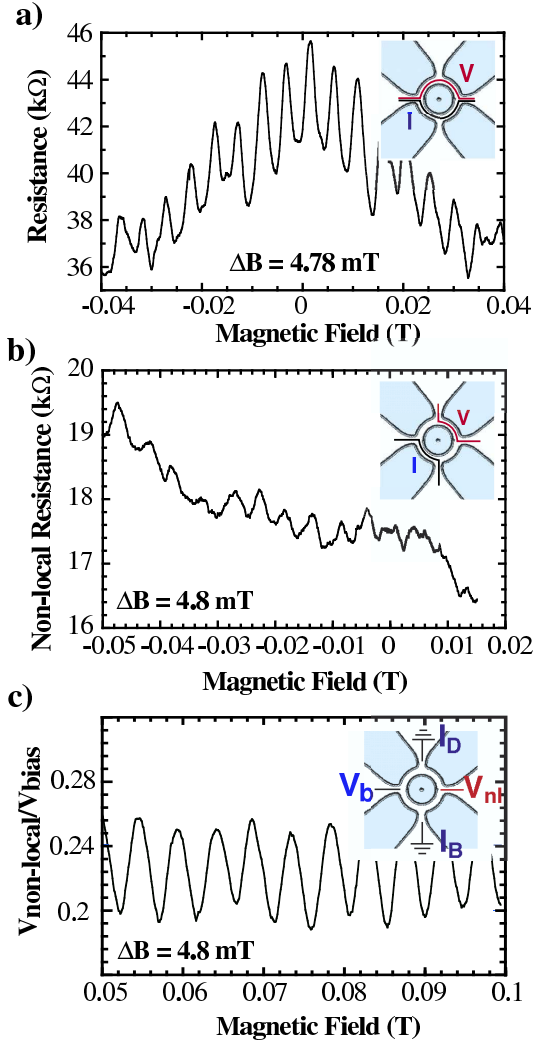 a)
Resistance (kΩ)
46
44
42
40
38
36
V
I
ΔB = 4.78 mT
-0.04
-0.02
0
0.02
0.04
Magnetic Field (T)
b)
Non-local Resistance (kΩ)
20
19
18
17
16
V
I
ΔB = 4.8 mT
-0.05
-0.04
-0.03
-0.02
-0.01
0
0.01
0.02
Magnetic Field (T)
c)
Vnon-local/Vbias
0.28
0.24
0.2
ID
Vb
Vnl
IB
ΔB = 4.8 mT
0.05
0.06
0.07
0.08
0.09
0.1
Magnetic Field (T)